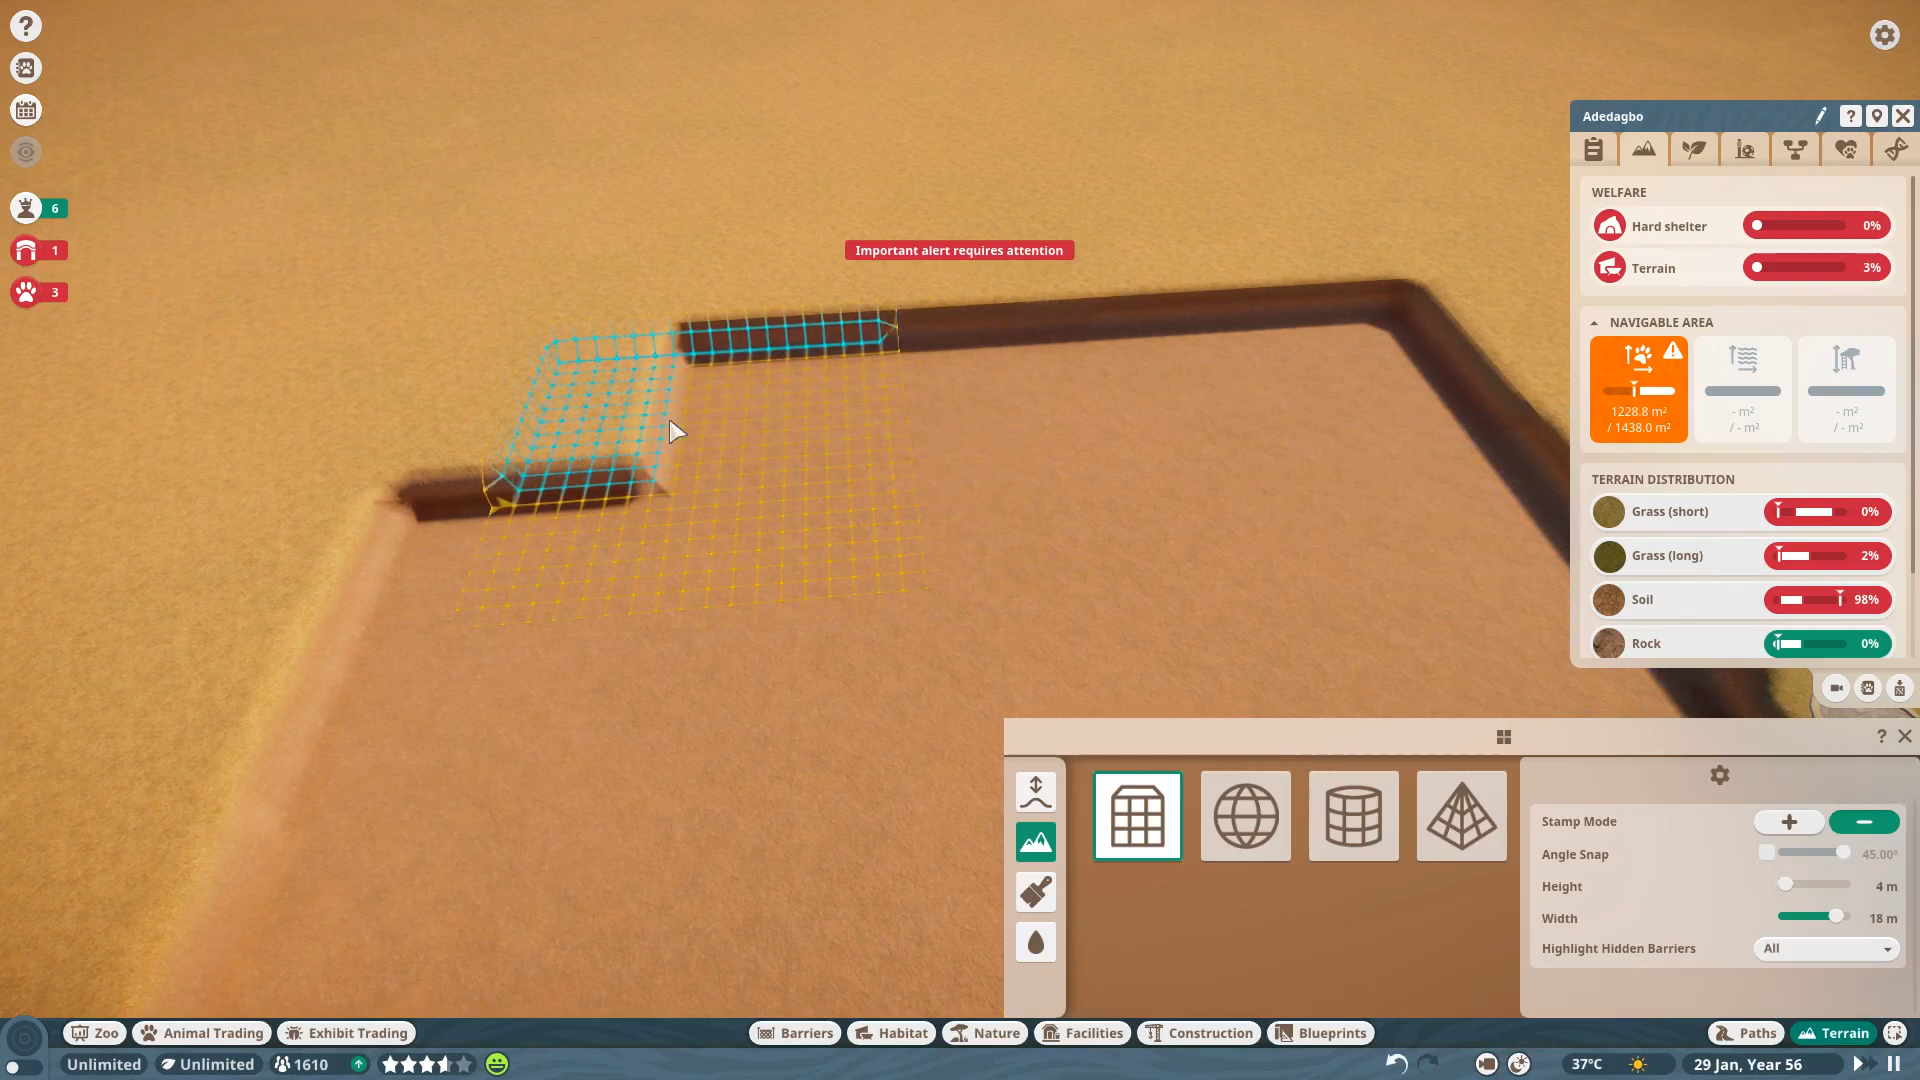 6
1
3
Important alert requires attention
Adedagbo
?
WELFARE
Hard shelter
0%
Terrain
3%
NAVIGABLE AREA
1228.8 m²
/ 1438.0 m²
- m²
/ - m²
- m²
/ - m²
TERRAIN DISTRIBUTION
Grass (short)
0%
Grass (long)
2%
Soil
98%
Rock
0%
?
Stamp Mode
Angle Snap
45.00°
Height
4 m
Width
18 m
Highlight Hidden Barriers
All
Zoo
Animal Trading
Exhibit Trading
Barriers
Habitat
Nature
Facilities
Construction
Blueprints
Paths
Terrain
Unlimited
Unlimited
1610
37°C
29 Jan, Year 56